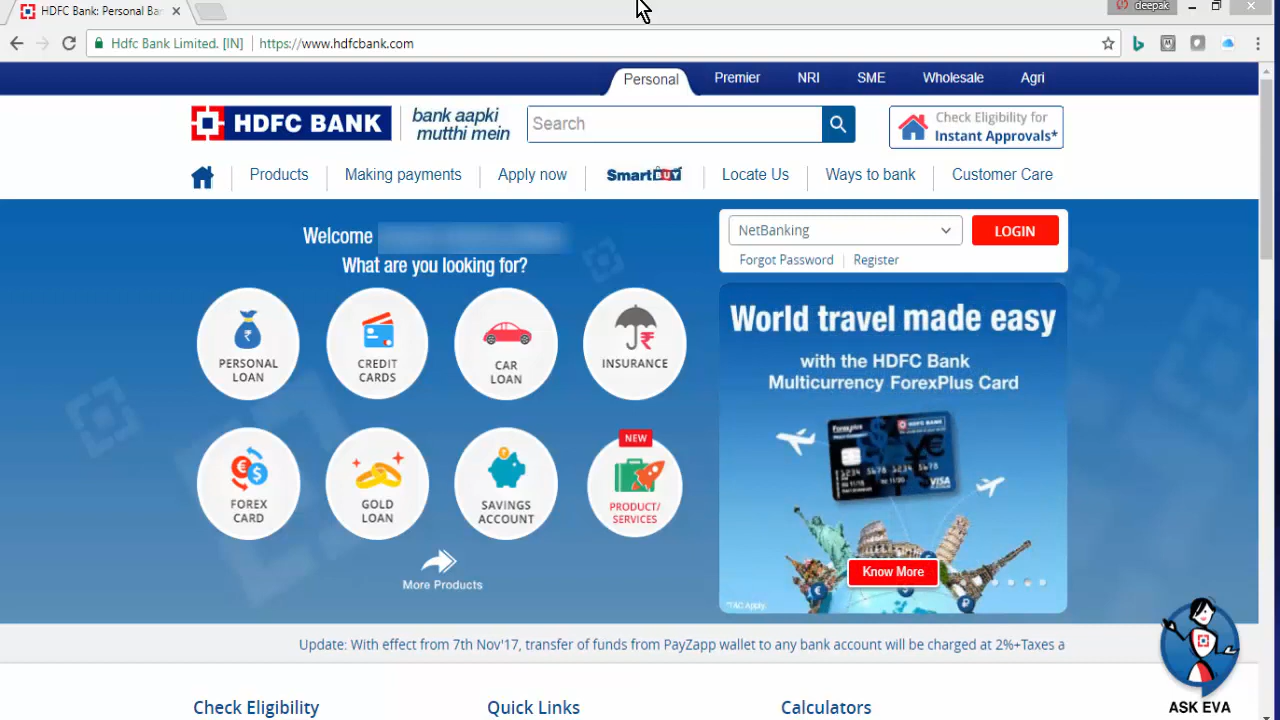 HDFC Bank: Personal Ban
deepak
Hdfc Bank Limited. [IN]
https://www.hdfcbank.com
Personal
Premier
NRI
SME
Wholesale
Agri
HDFC BANK
bank aapki
mutthi mein
Search
Check Eligibility for
Instant Approvals*
Products
Making payments
Apply now
SmartBUY
Locate Us
Ways to bank
Customer Care
Welcome
What are you looking for?
NetBanking
LOGIN
Forgot Password
Register
PERSONAL
LOAN
CREDIT
CARDS
CAR
LOAN
INSURANCE
FOREX
CARD
GOLD
LOAN
SAVINGS
ACCOUNT
NEW
PRODUCT/
SERVICES
More Products
World travel made easy
with the HDFC Bank
Multicurrency ForexPlus Card
Forexplus
HDFC BANK
VISA
Know More
*T&C Apply.
Update: With effect from 7th Nov'17, transfer of funds from PayZapp wallet to any bank account will be charged at 2%+Taxes a
ASK EVA
Check Eligibility
Quick Links
Calculators